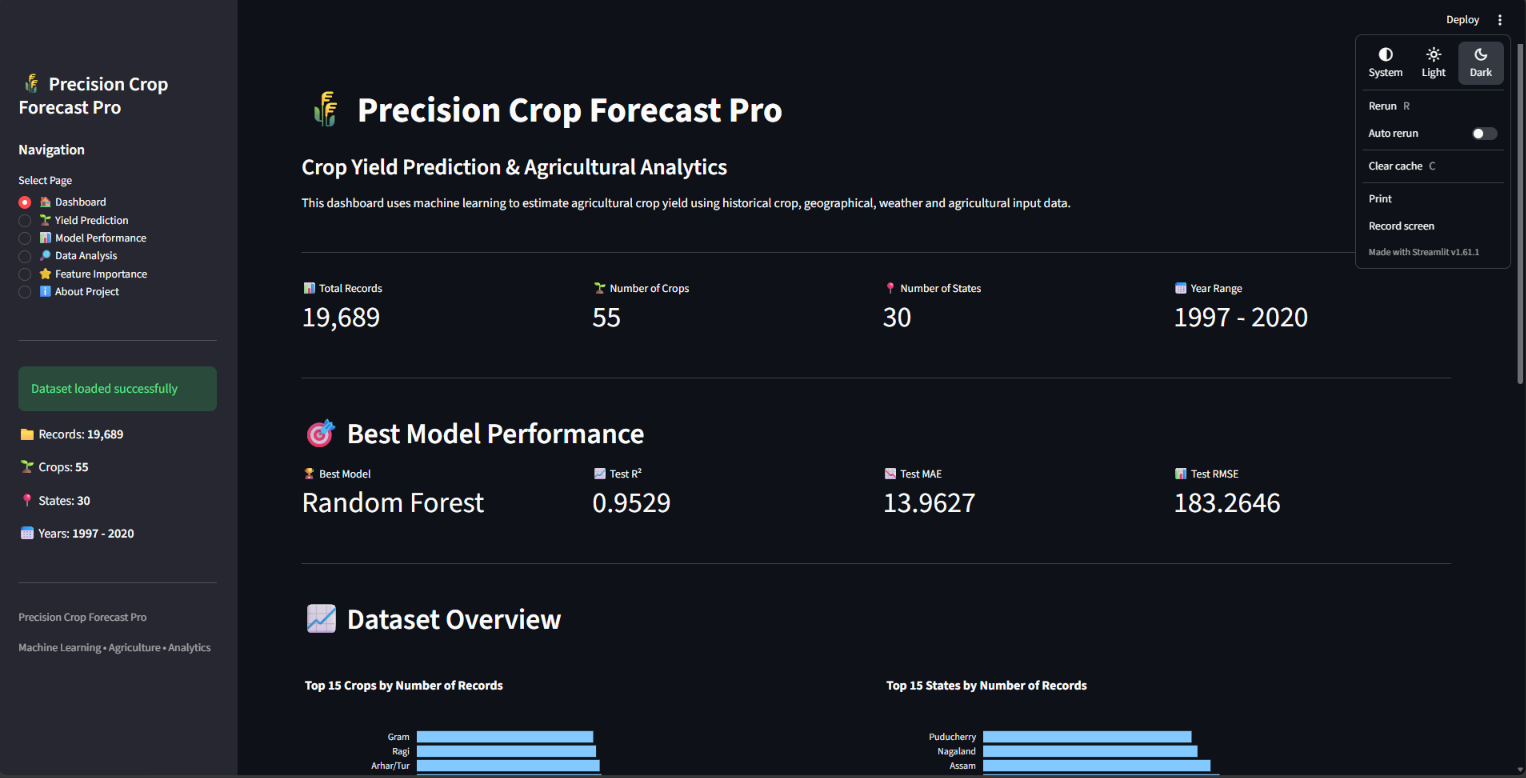 Precision Crop
Forecast Pro
Navigation
Select Page
Dashboard
Yield Prediction
Model Performance
Data Analysis
Feature Importance
About Project
Dataset loaded successfully
Records: 19,689
Crops: 55
States: 30
Years: 1997 - 2020
Precision Crop Forecast Pro
Machine Learning • Agriculture • Analytics
Deploy
System Light Dark
Rerun R
Auto rerun
Clear cache C
Print
Record screen
Made with Streamlit v1.61.1
Precision Crop Forecast Pro
Crop Yield Prediction & Agricultural Analytics
This dashboard uses machine learning to estimate agricultural crop yield using historical crop, geographical, weather and agricultural input data.
Total Records Number of Crops Number of States Year Range
19,689 55 30 1997 - 2020
Best Model Performance
Best Model Test R² Test MAE Test RMSE
Random Forest 0.9529 13.9627 183.2646
Dataset Overview
Top 15 Crops by Number of Records
Gram
Ragi
Arhar/Tur
Top 15 States by Number of Records
Puducherry
Nagaland
Assam